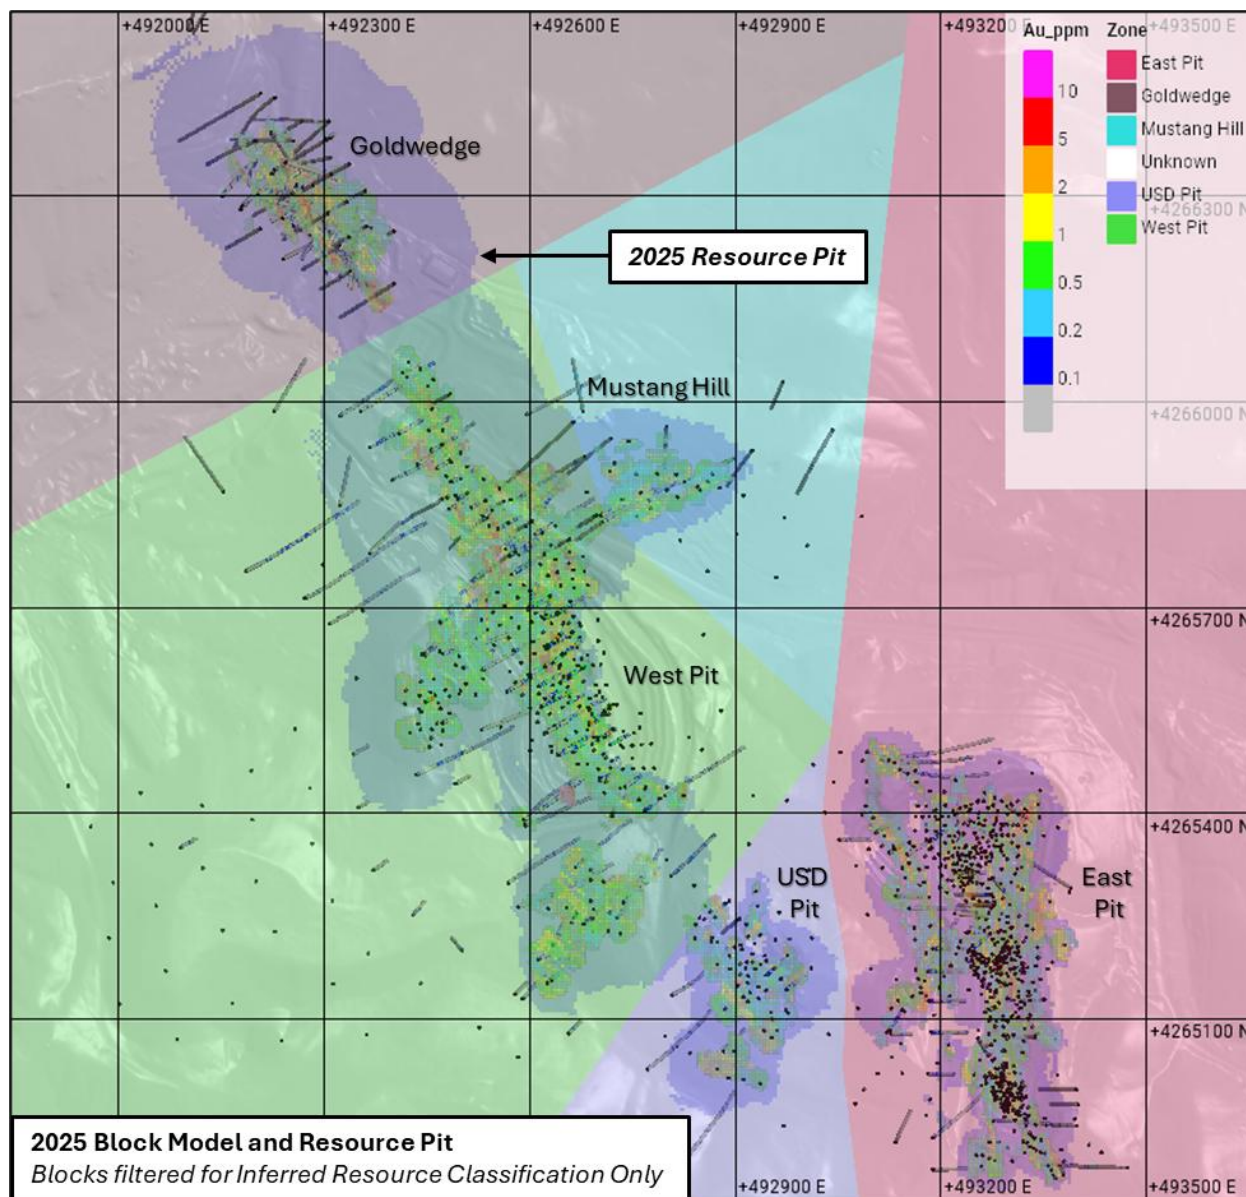 +492000 E
+492300 E
+492600 E
+492900 E
+493200 E
+493500 E
Au_ppm
10
5
2
1
0.5
0.2
0.1
Zone
East Pit
Goldwedge
Mustang Hill
Unknown
USD Pit
West Pit
+4266300 N
+4266000 N
+4265700 N
+4265400 N
+4265100 N
Goldwedge
2025 Resource Pit
Mustang Hill
West Pit
USD
Pit
East
Pit
2025 Block Model and Resource Pit
Blocks filtered for Inferred Resource Classification Only
+492900 E
+493200 E
+493500 E